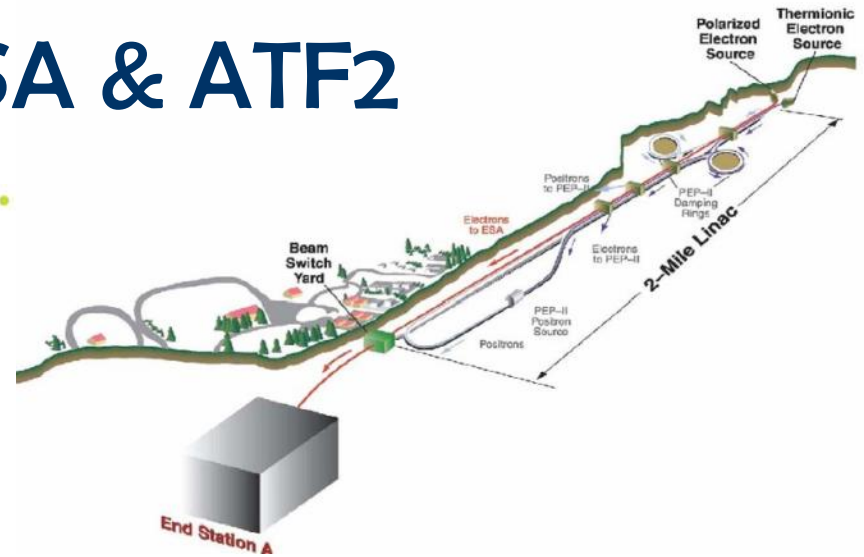 SA & ATF2
Polarized
Electron
Source
Thermionic
Electron
Source
Positrons
to PEP-II
PEP-II
Damping
Rings
Electrons
to ESA
Electrons
to PEP-II
2-Mile Linac
Beam
Switch
Yard
PEP-II
Positron
Source
Positrons
End Station A